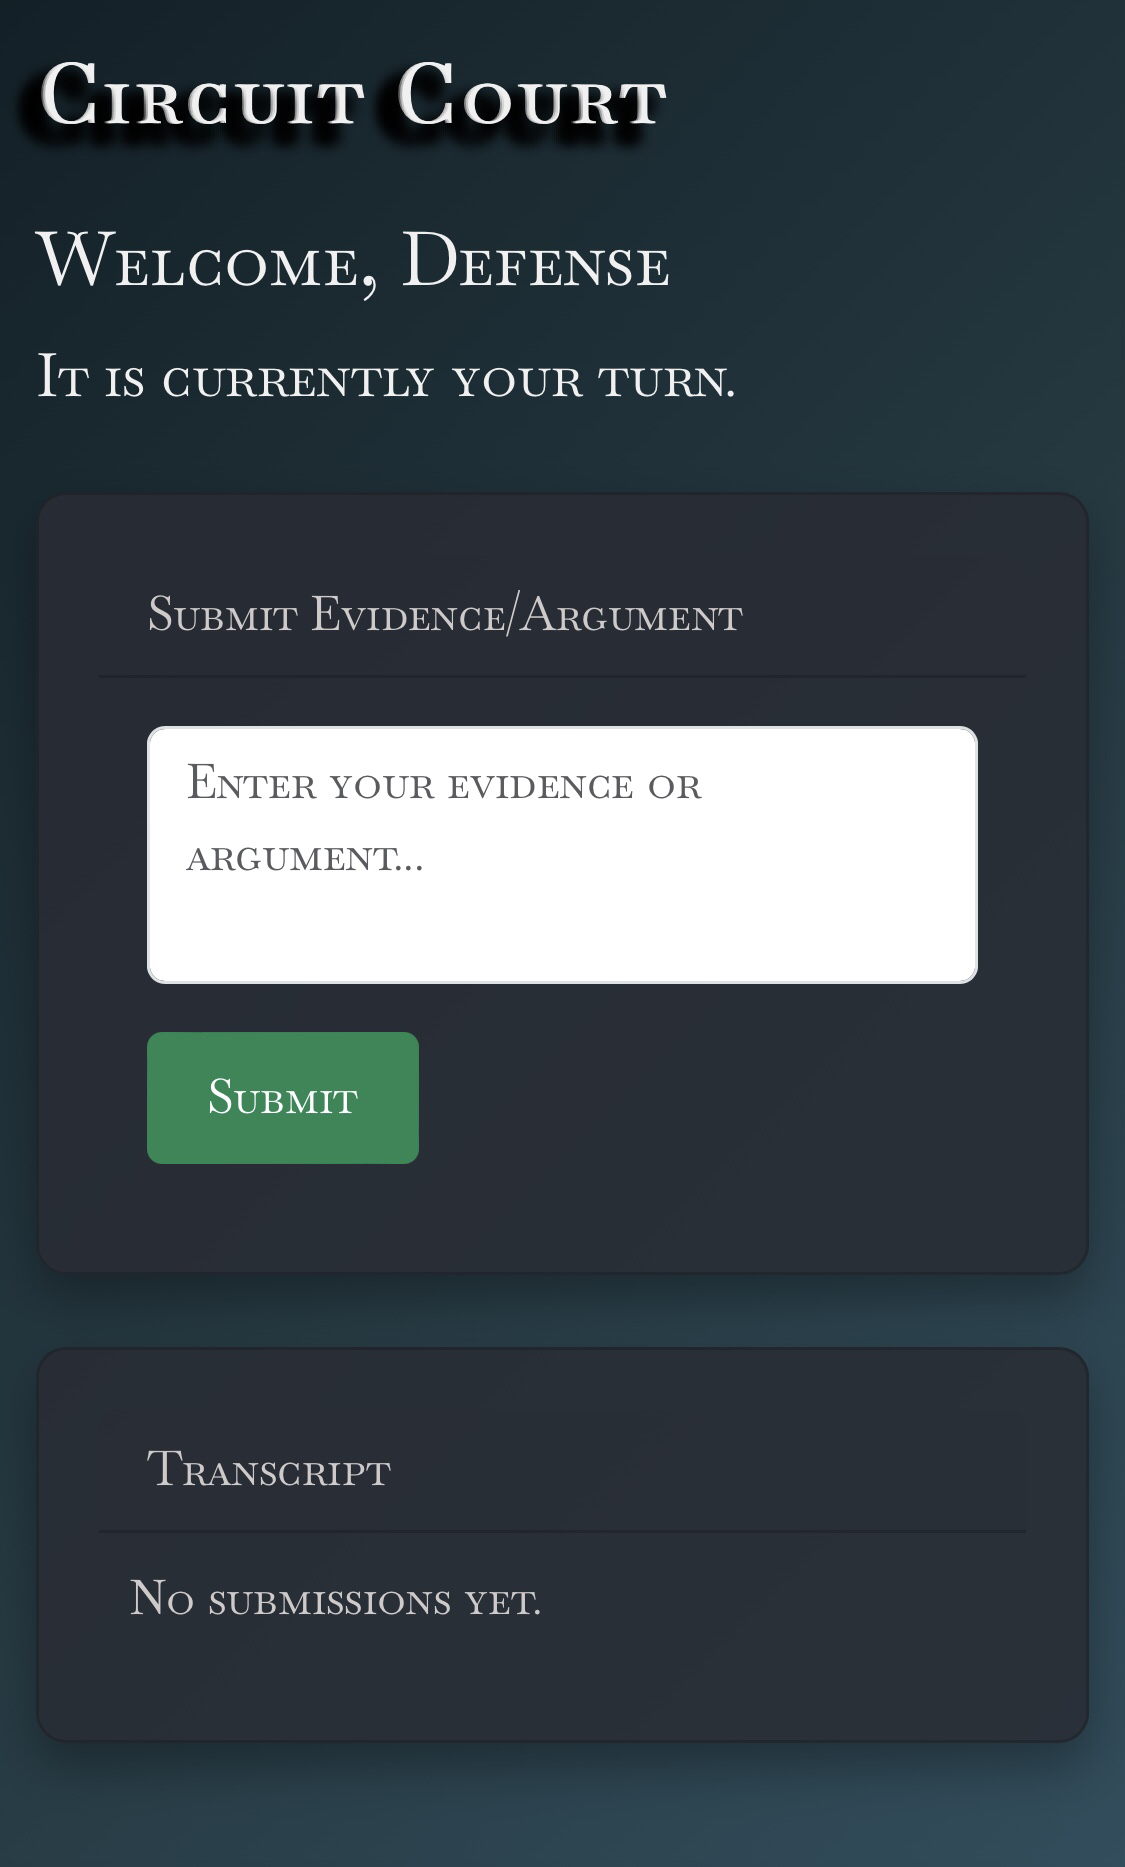 Circuit Court
Welcome, Defense
It is currently your turn.
Submit Evidence/Argument
Enter your evidence or
argument...
Submit
Transcript
No submissions yet.